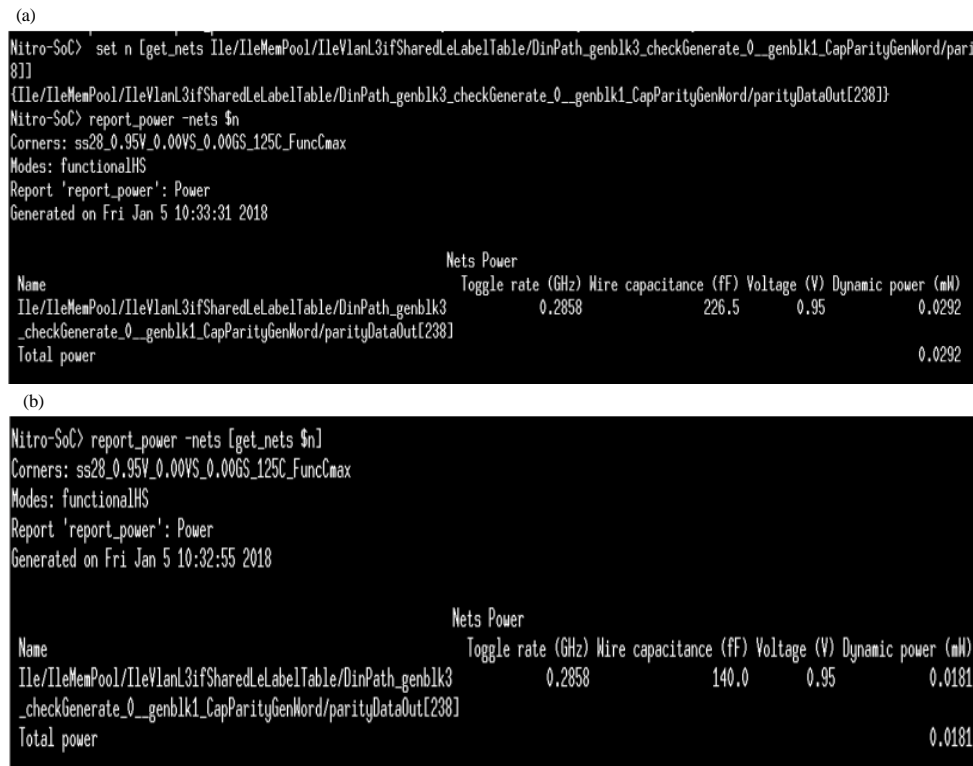 (a)
Nitro-SoC>  set n [get_nets Ile/IleMemPool/IleVlanL3ifSharedLeLabelTable/DinPath_genblk3_checkGenerate_0__genblk1_CapParityGenWord/pari
8]]
{Ile/IleMemPool/IleVlanL3ifSharedLeLabelTable/DinPath_genblk3_checkGenerate_0__genblk1_CapParityGenWord/parityDataOut[238]}
Nitro-SoC> report_power -nets $n
Corners: ss28_0.95V_0.00VS_0.00GS_125C_FuncCmax
Modes: functionalHS
Report 'report_power': Power
Generated on Fri Jan 5 10:33:31 2018
Nets Power
Name Toggle rate (GHz) Wire capacitance (fF) Voltage (V) Dynamic power (mW)
Ile/IleMemPool/IleVlanL3ifSharedLeLabelTable/DinPath_genblk3 0.2858 226.5 0.95 0.0292
_checkGenerate_0__genblk1_CapParityGenWord/parityDataOut[238]
Total power 0.0292
(b)
Nitro-SoC> report_power -nets [get_nets $n]
Corners: ss28_0.95V_0.00VS_0.00GS_125C_FuncCmax
Modes: functionalHS
Report 'report_power': Power
Generated on Fri Jan 5 10:32:55 2018
Nets Power
Name Toggle rate (GHz) Wire capacitance (fF) Voltage (V) Dynamic power (mW)
Ile/IleMemPool/IleVlanL3ifSharedLeLabelTable/DinPath_genblk3 0.2858 140.0 0.95 0.0181
_checkGenerate_0__genblk1_CapParityGenWord/parityDataOut[238]
Total power 0.0181